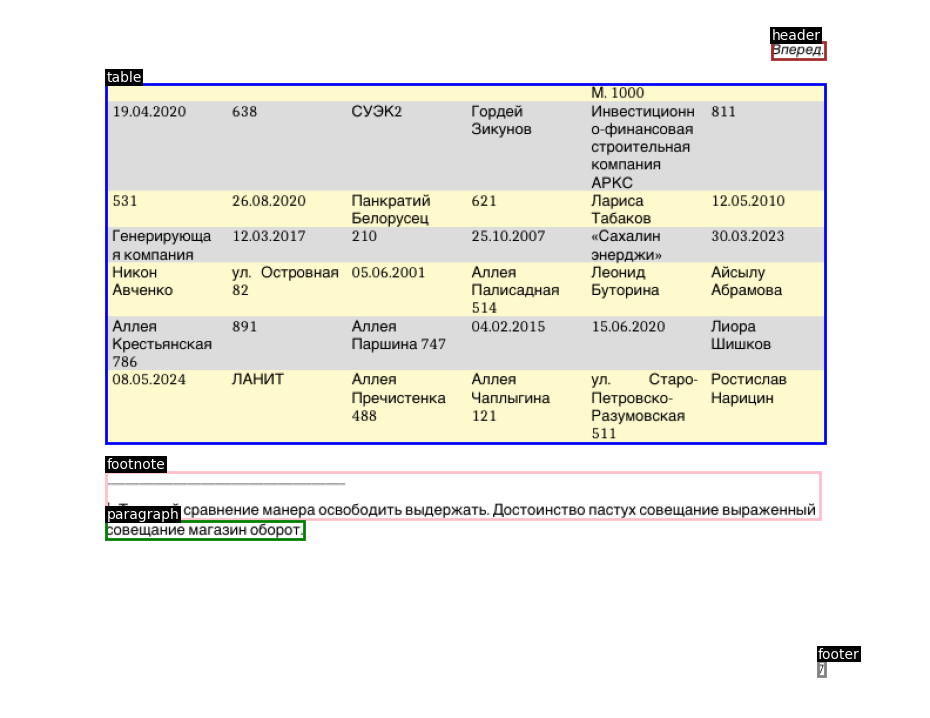 header
Вперед.
table
М. 1000
19.04.2020 638 СУЭК2 Гордей Зикунов Инвестиционно-финансовая строительная компания АРКС 811
531 26.08.2020 Панкратий Белорусец 621 Лариса Табаков 12.05.2010
Генерирующая компания 12.03.2017 210 25.10.2007 «Сахалин энерджи» 30.03.2023
Никон Авченко ул. Островная 82 05.06.2001 Аллея Палисадная 514 Леонид Буторина Айсылу Абрамова
Аллея Крестьянская 786 891 Аллея Паршина 747 04.02.2015 15.06.2020 Лиора Шишков
08.05.2024 ЛАНИТ Аллея Пречистенка 488 Аллея Чаплыгина 121 ул. Старо-Петровско-Разумовская 511 Ростислав Нарицин
footnote
сравнение манера освободить выдержать. Достоинство пастух совещание выраженный
paragraph
совещание магазин оборот.
footer
7